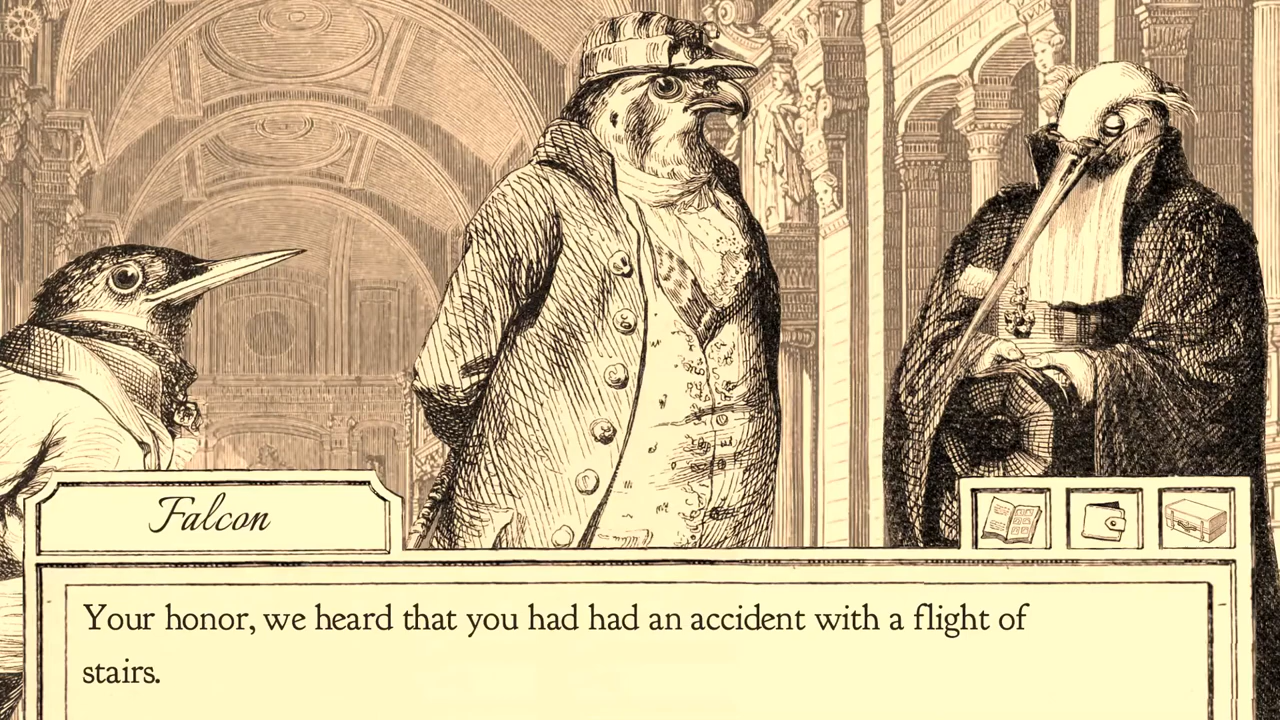 Falcon
Your honor, we heard that you had had an accident with a flight of
stairs.